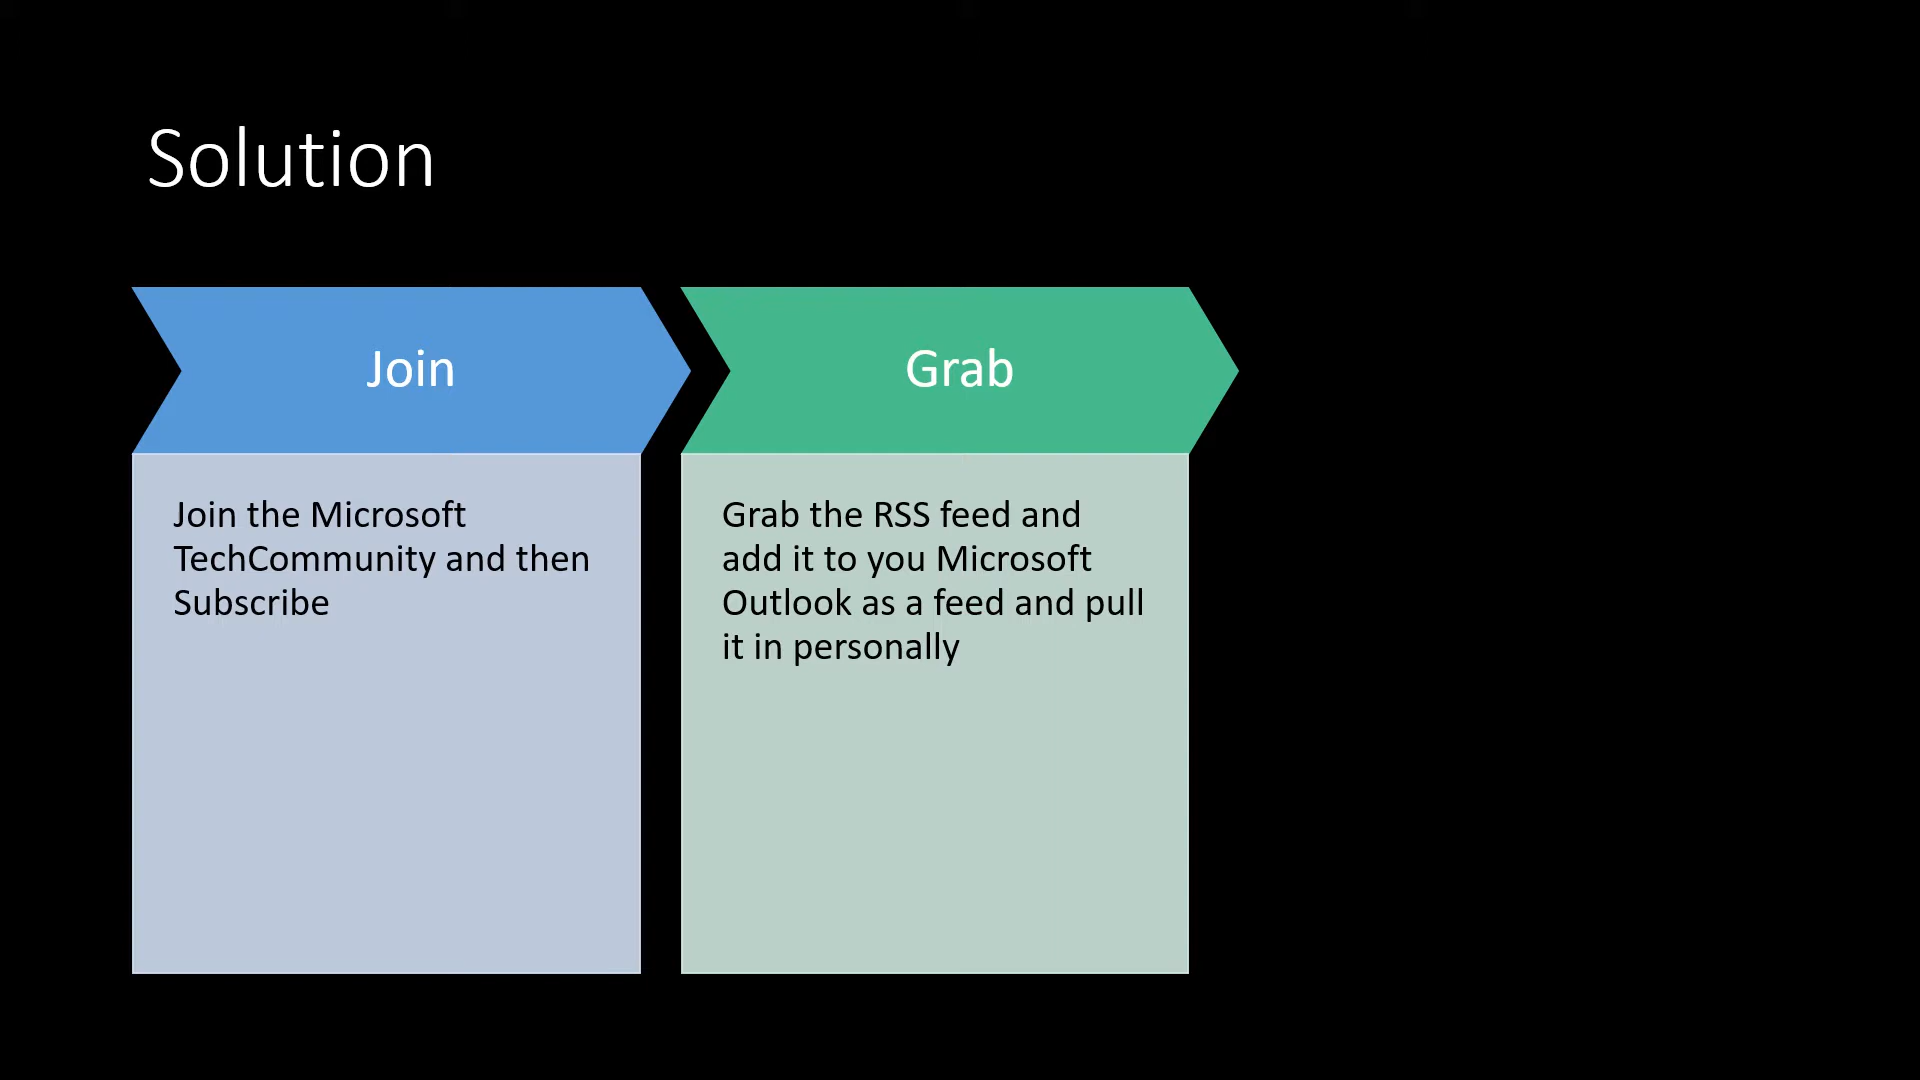 Solution
Join
Grab
Join the Microsoft
TechCommunity and then
Subscribe
Grab the RSS feed and
add it to you Microsoft
Outlook as a feed and pull
it in personally